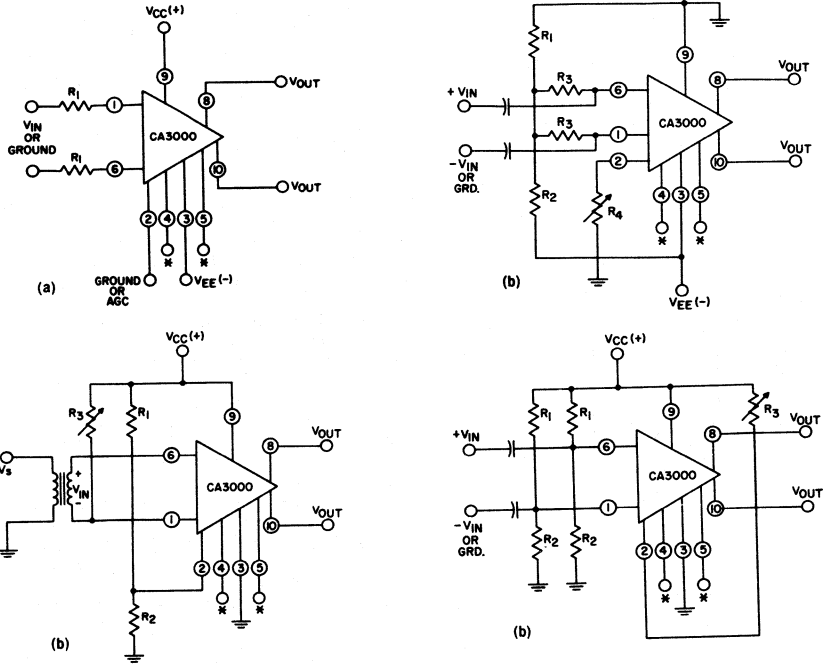 VCC(+)
9
R1
1
8
VOUT
VIN
OR
GROUND
CA3000
R1
6
10
VOUT
2
4
3
5
*
*
GROUND
OR
AGC
VEE(-)
(a)
R1
9
R3
6
8
VOUT
+VIN
R3
1
CA3000
-VIN
OR
GRD.
2
10
VOUT
R2
R4
4
3
5
*
*
VEE(-)
(b)
VCC(+)
R3
R1
9
8
VOUT
Vs
6
+
VIN
-
CA3000
1
10
VOUT
2
4
3
5
*
*
R2
(b)
VCC(+)
R1
R1
9
R3
8
VOUT
+VIN
6
CA3000
-VIN
OR
GRD.
1
10
VOUT
R2
R2
2
4
3
5
*
*
(b)